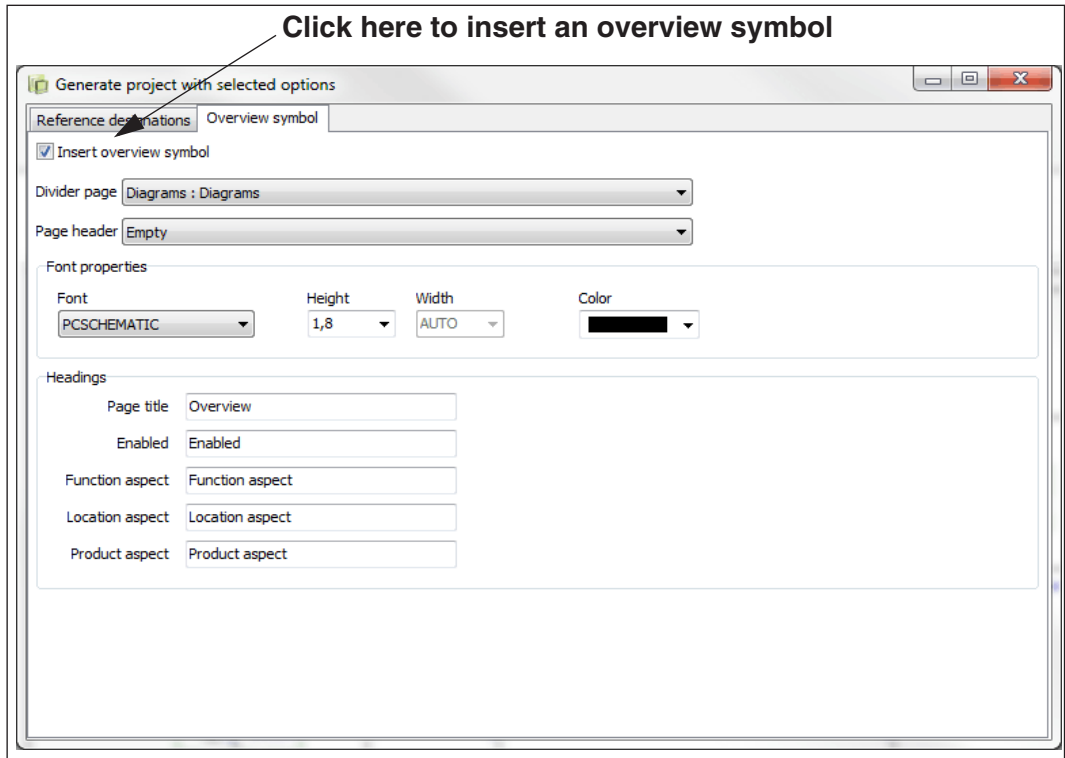 Click here to insert an overview symbol
Generate project with selected options
Reference designations Overview symbol
Insert overview symbol
Divider page Diagrams : Diagrams
Page header Empty
Font properties
Font Height Width Color
PCSCHEMATIC 1,8 AUTO
Headings
Page title Overview
Enabled Enabled
Function aspect Function aspect
Location aspect Location aspect
Product aspect Product aspect